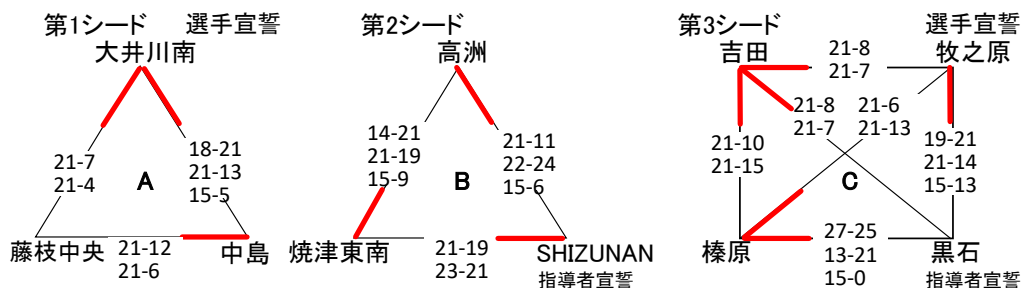 第1シード 選手宣誓
大井川南
21-7
21-4
18-21
21-13
15-5
A
藤枝中央
21-12
21-6
中島
第2シード
高洲
14-21
21-19
15-9
21-11
22-24
15-6
B
焼津東南
21-19
23-21
SHIZUNAN
指導者宣誓
第3シード
吉田
選手宣誓
牧之原
21-8
21-7
21-8
21-7
21-6
21-13
21-10
21-15
19-21
21-14
15-13
C
榛原
27-25
13-21
15-0
黒石
指導者宣誓